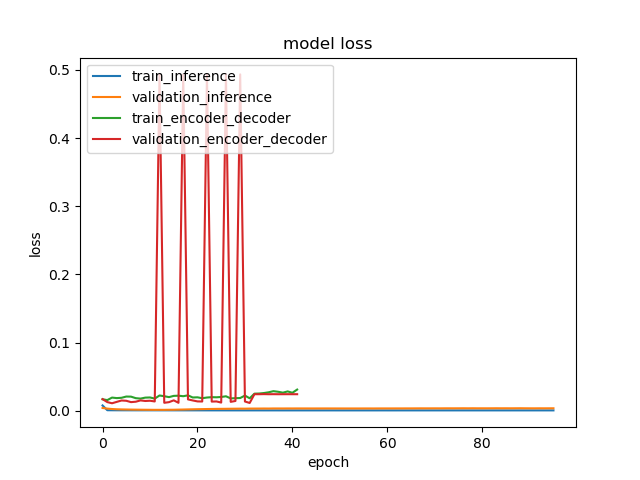 model loss
train_inference
validation_inference
train_encoder_decoder
validation_encoder_decoder
0.5
0.4
0.3
0.2
0.1
0.0
loss
0 20 40 60 80
epoch